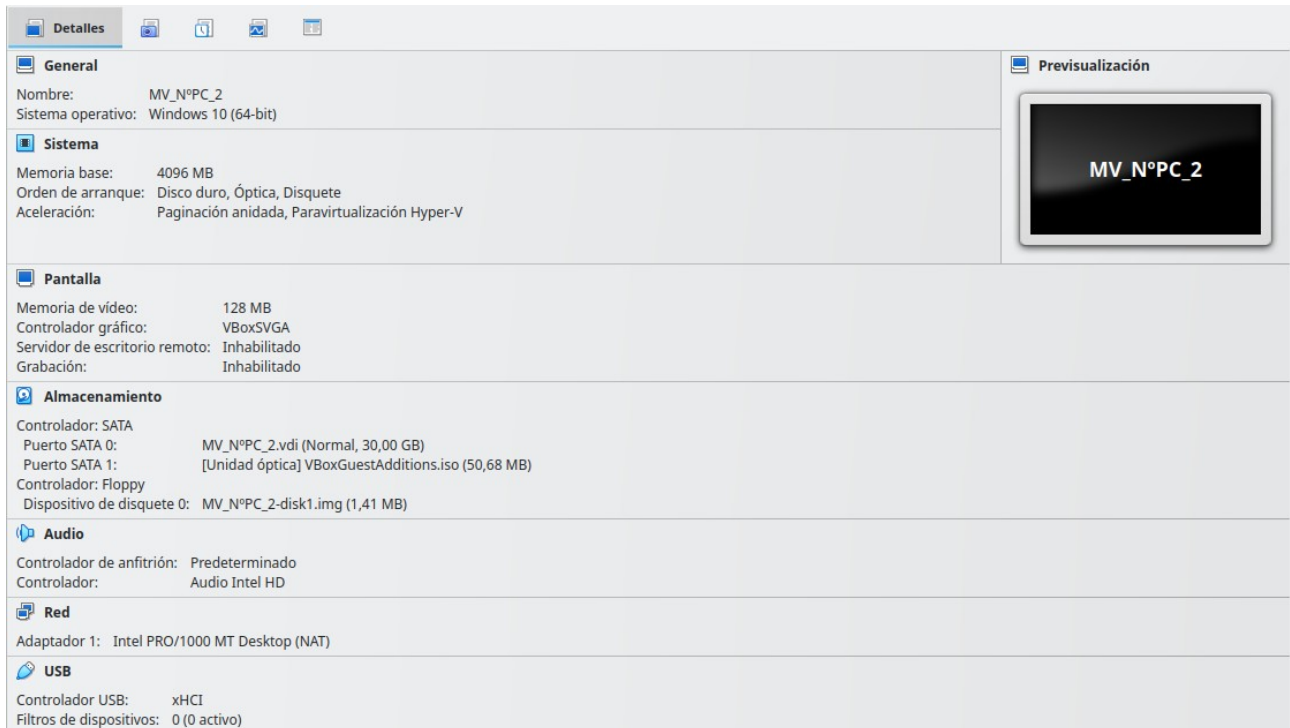 Detalles
General
Nombre: MV_NºPC_2
Sistema operativo: Windows 10 (64-bit)
Previsualización
MV_NºPC_2
Sistema
Memoria base: 4096 MB
Orden de arranque: Disco duro, Óptica, Disquete
Aceleración: Paginación anidada, Paravirtualización Hyper-V
Pantalla
Memoria de vídeo: 128 MB
Controlador gráfico: VBoxSVGA
Servidor de escritorio remoto: Inhabilitado
Grabación: Inhabilitado
Almacenamiento
Controlador: SATA
Puerto SATA 0: MV_NºPC_2.vdi (Normal, 30,00 GB)
Puerto SATA 1: [Unidad óptica] VBoxGuestAdditions.iso (50,68 MB)
Controlador: Floppy
Dispositivo de disquete 0: MV_NºPC_2-disk1.img (1,41 MB)
Audio
Controlador de anfitrión: Predeterminado
Controlador: Audio Intel HD
Red
Adaptador 1: Intel PRO/1000 MT Desktop (NAT)
USB
Controlador USB: xHCI
Filtros de dispositivos: 0 (0 activo)